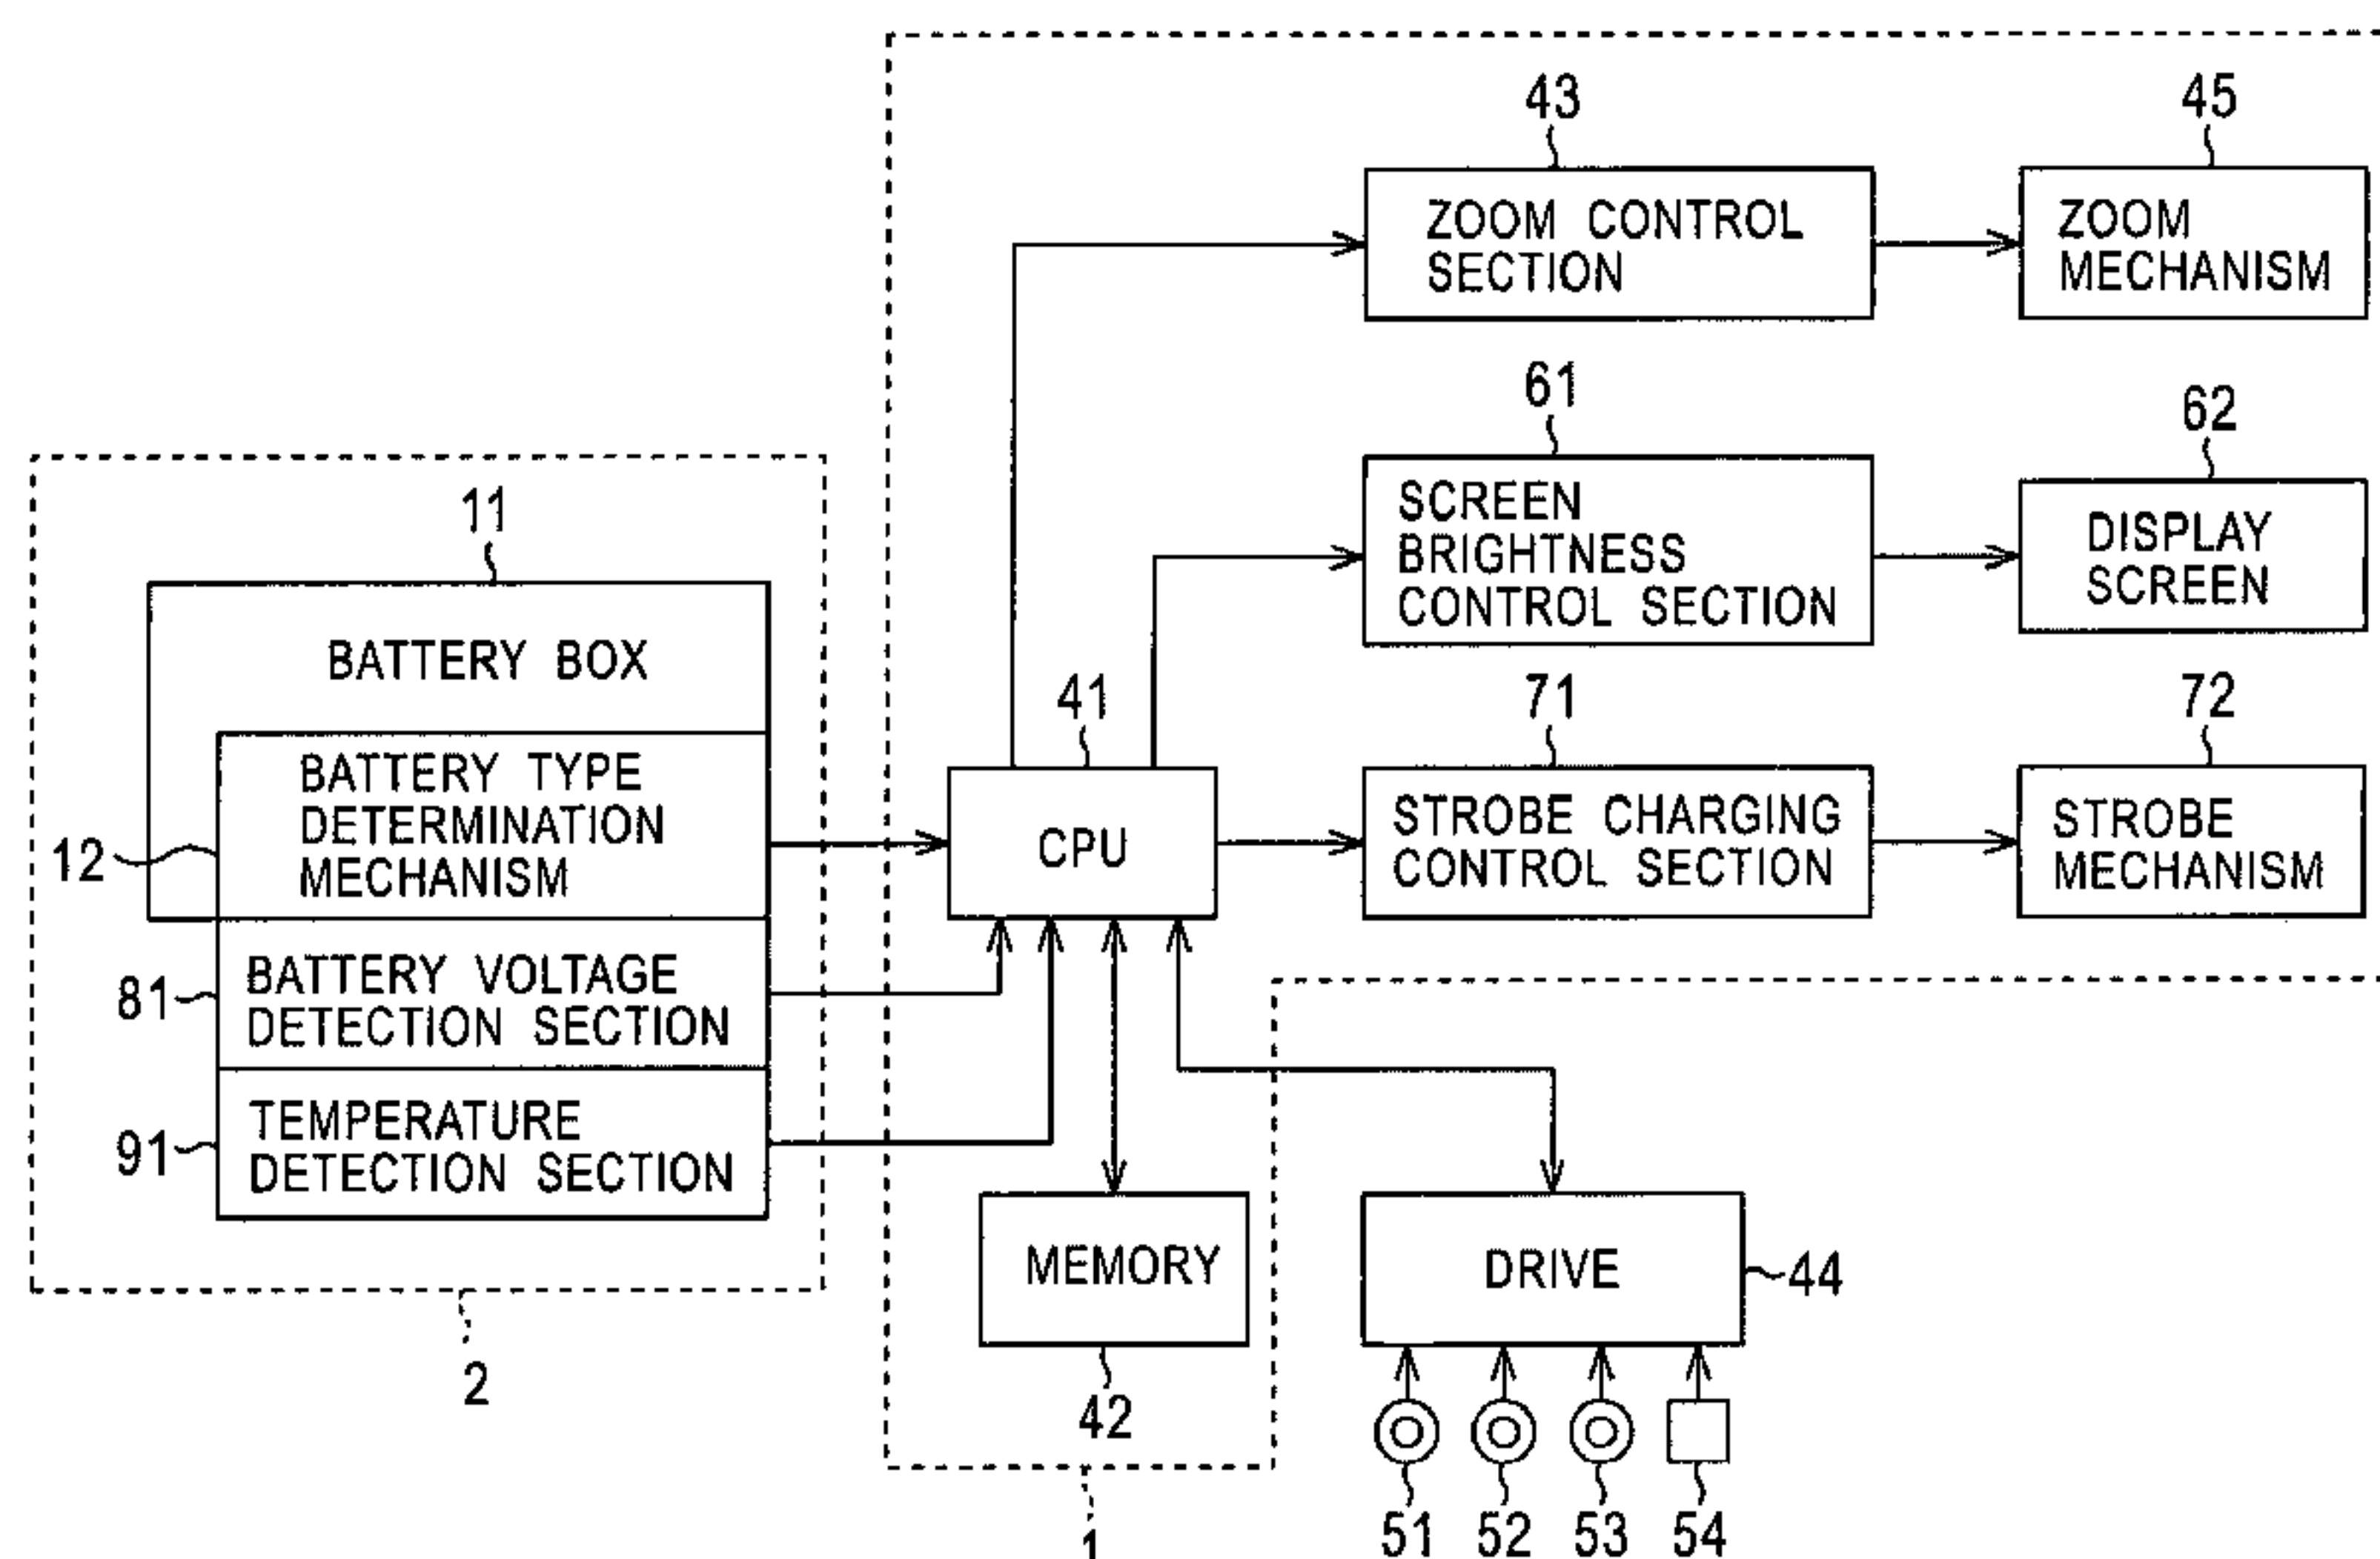 43
45
ZOOM CONTROL
SECTION
ZOOM
MECHANISM
61
62
SCREEN
BRIGHTNESS
CONTROL SECTION
DISPLAY
SCREEN
11
BATTERY BOX
41
71
72
BATTERY TYPE
DETERMINATION
MECHANISM
12
CPU
STROBE CHARGING
CONTROL SECTION
STROBE
MECHANISM
BATTERY VOLTAGE
DETECTION SECTION
81
TEMPERATURE
DETECTION SECTION
91
MEMORY
DRIVE
44
2
42
1
51
52
53
54